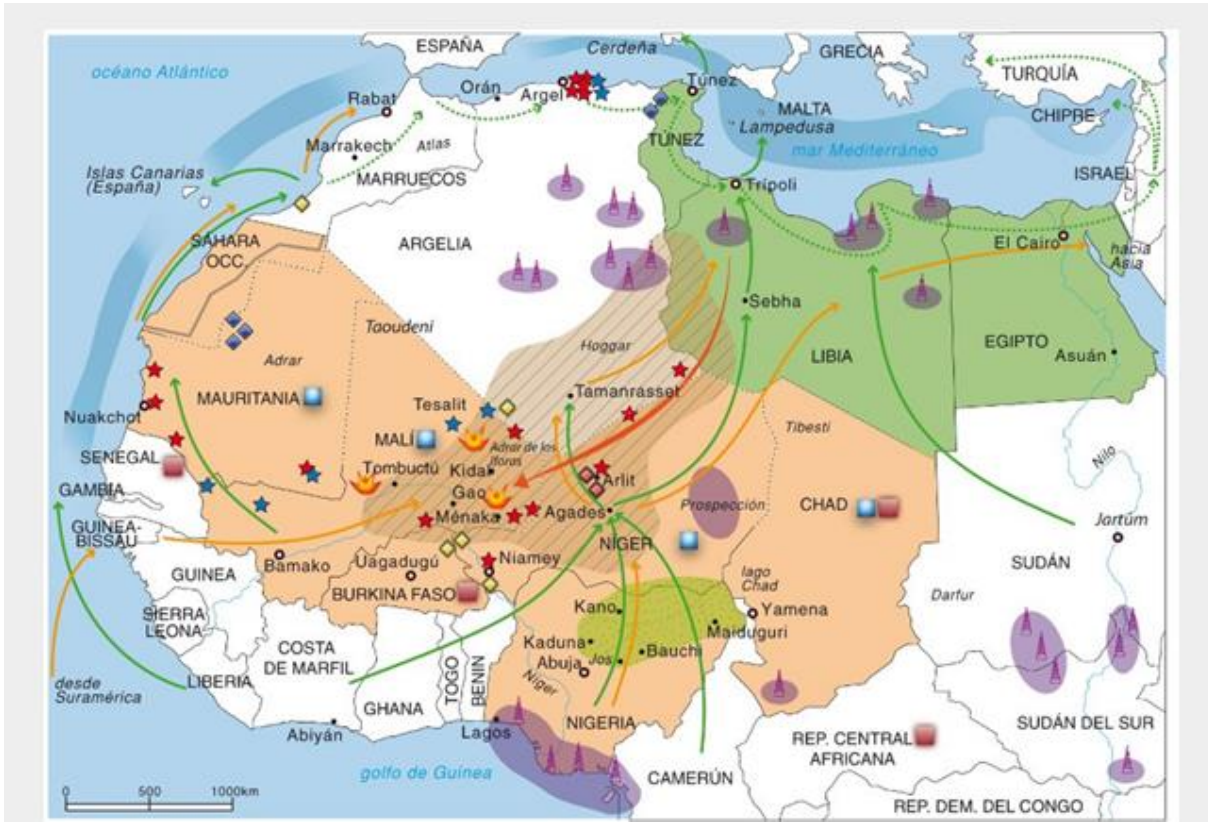 ESPAÑA
Cerdeña
GRECIA
océano Atlántico
TURQUÍA
Orán
Argel
Túnez
Rabat
MALTA
CHIPRE
Lampedusa
TÚNEZ
Marrakech
Atlas
mar Mediterráneo
Islas Canarias
(España)
MARRUECOS
ISRAEL
Trípoli
SAHARA
OCC.
ARGELIA
El Cairo
hacia
Asia
Sebha
Taoudeni
Hoggar
Adrar
LIBIA
EGIPTO
Asuán
MAURITANIA
Tamanrasset
Tesalit
Nuakchot
MALÍ
Adrar de los
Iforas
Tibesti
SENEGAL
Tombuctú
Kidal
Arlit
Nilo
GAMBIA
Gao
Prospección
CHAD
Ménaka
Agades
GUINEA-
BISSAU
Jartúm
NÍGER
Bamako
Uagadugú
Niamey
SUDÁN
GUINEA
lago
Chad
BURKINA FASO
Kano
Yamena
Darfur
SIERRA
LEONA
Maiduguri
Kaduna
Bauchi
COSTA
DE MARFIL
Abuja
Jos
desde
Suramérica
LIBERIA
TOGO
BENIN
Níger
GHANA
NIGERIA
SUDÁN DEL SUR
Abiyán
Lagos
REP. CENTRAL
AFRICANA
golfo de Guinea
CAMERÚN
0 500 1000km
REP. DEM. DEL CONGO